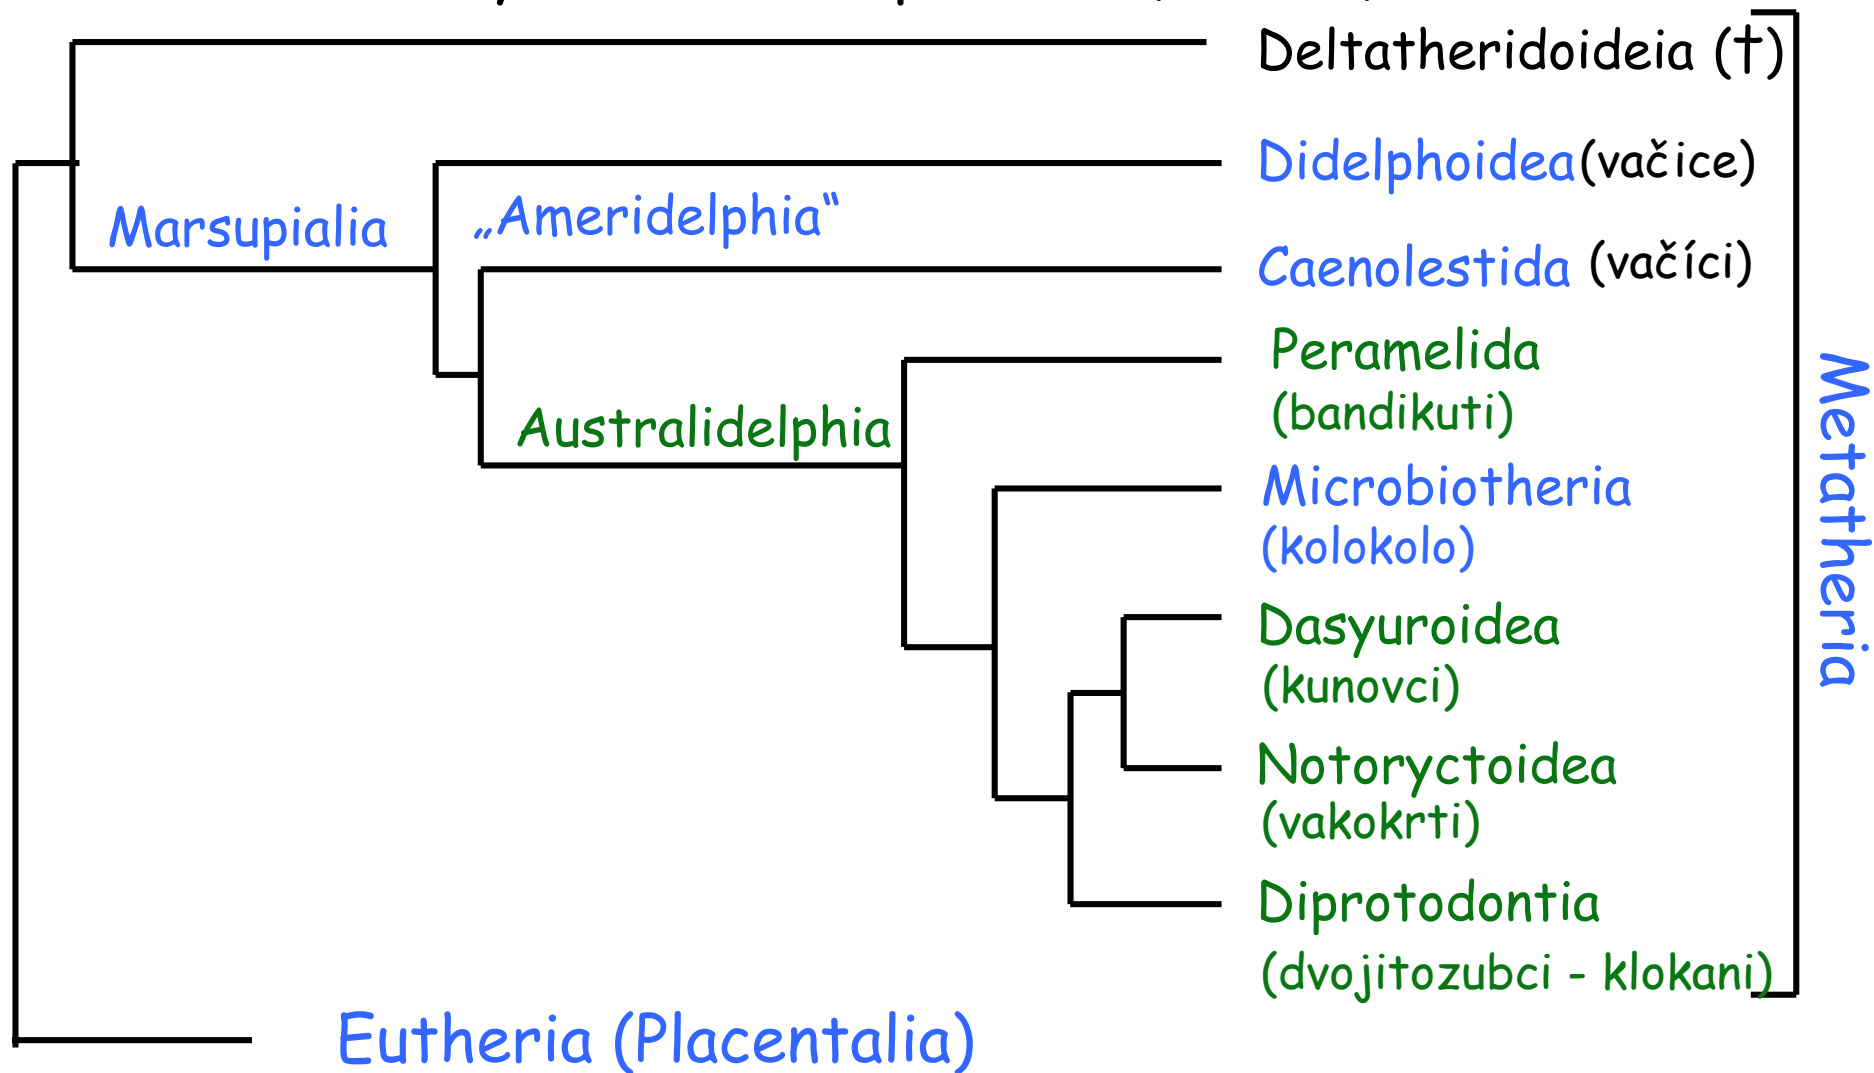 Deltatheridoideia (†)
Didelphoidea (vačice)
Marsupialia
„Ameridelphia“
Caenolestida (vačíci)
Peramelida
(bandikuti)
Australidelphia
Microbiotheria
(kolokolo)
Metatheria
Dasyuroidea
(kunovci)
Notoryctoidea
(vakokrti)
Diprotodontia
(dvojitozubci - klokani)
Eutheria (Placentalia)